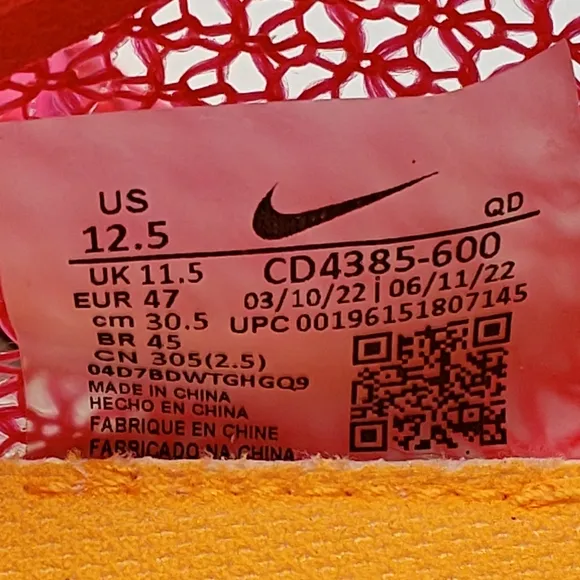 US
12.5
QD
UK 11.5
CD4385-600
EUR 47
03/10/22 | 06/11/22
cm 30.5
UPC 00196151807145
BR 45
CN 305(2.5)
04D7BDWTGHGQ9
MADE IN CHINA
HECHO EN CHINA
FABRIQUE EN CHINE
FABRICADO NA CHINA